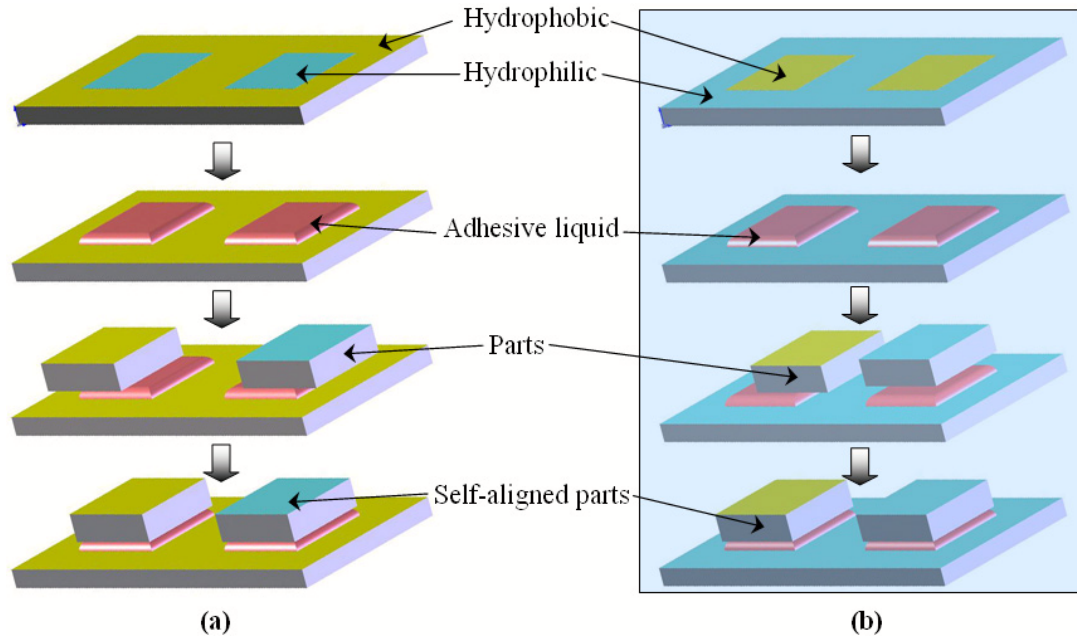 Hydrophobic
Hydrophilic
Adhesive liquid
Parts
Self-aligned parts
(a)
(b)